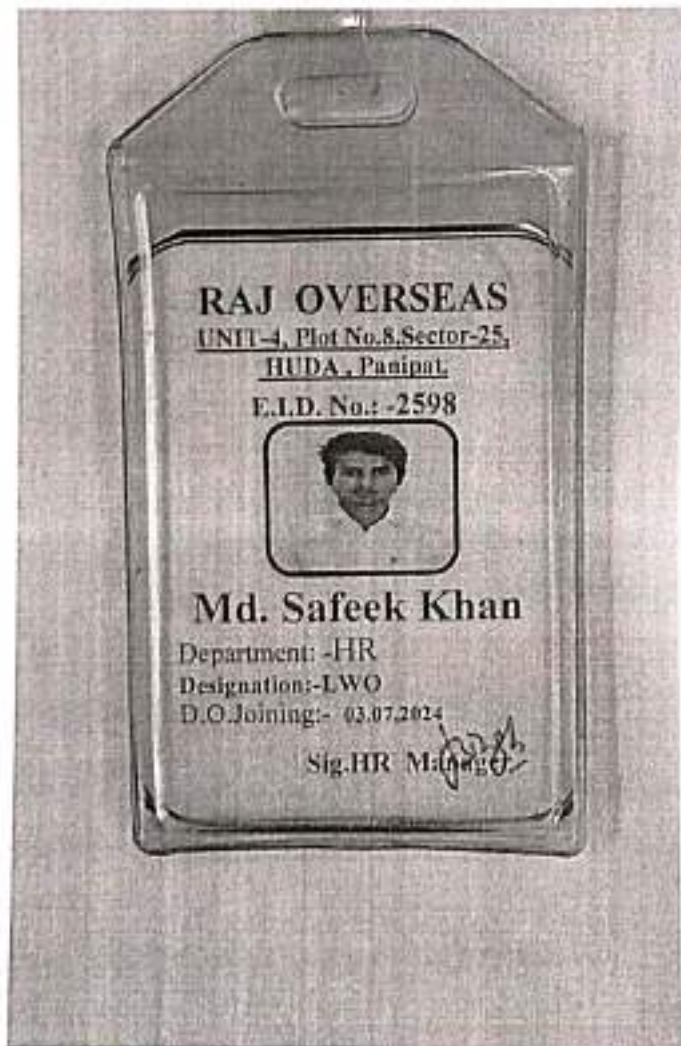 RAJ OVERSEAS
UNIT-4, Plot No.8,Sector-25,
HUDA , Panipat.
E.I.D. No.: -2598
Md. Safeek Khan
Department: -HR
Designation:-LWO
D.O.Joining:- 03.07.2024
Sig.HR Manager